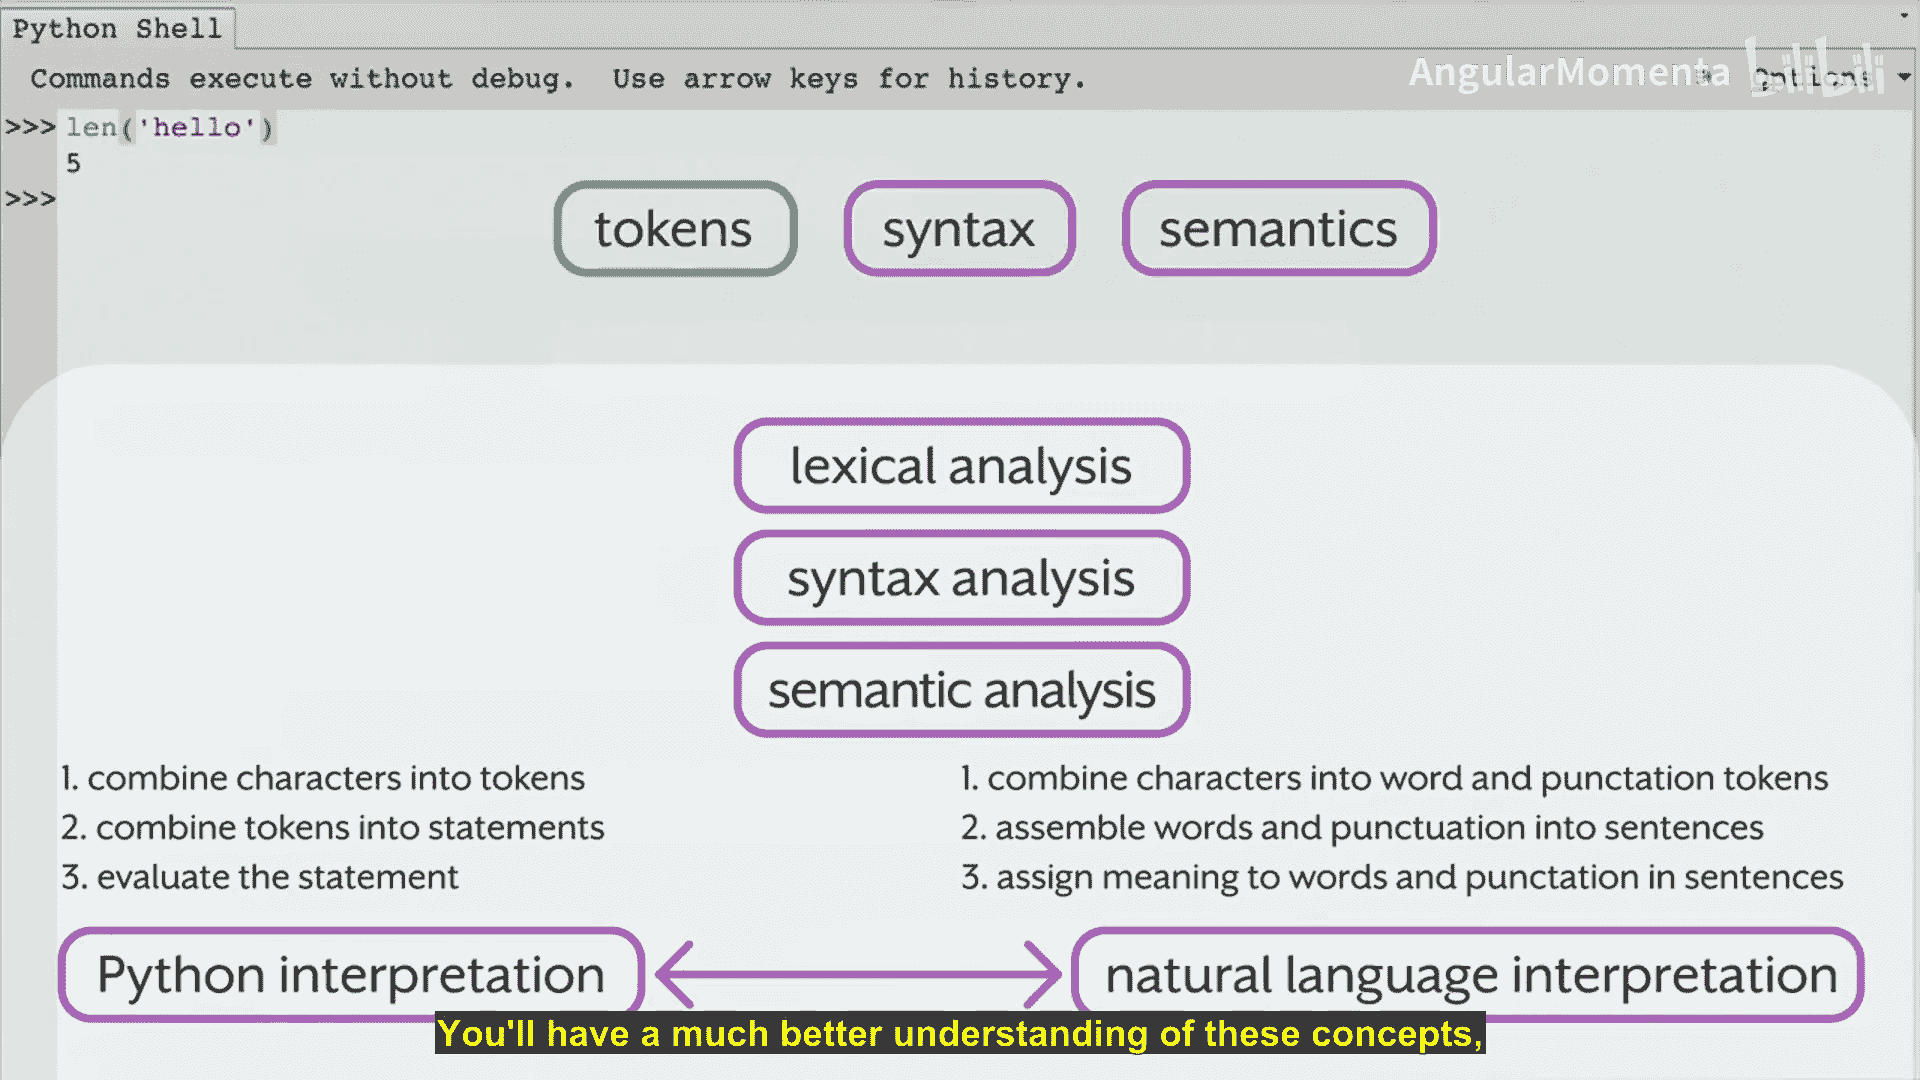 Python Shell
Commands execute without debug. Use arrow keys for history.
AngularMomenta
bilibili
Options
>>> len('hello')
5
>>>
tokens
syntax
semantics
lexical analysis
syntax analysis
semantic analysis
1. combine characters into tokens
2. combine tokens into statements
3. evaluate the statement
1. combine characters into word and punctation tokens
2. assemble words and punctuation into sentences
3. assign meaning to words and punctation in sentences
Python interpretation
natural language interpretation
You'll have a much better understanding of these concepts,